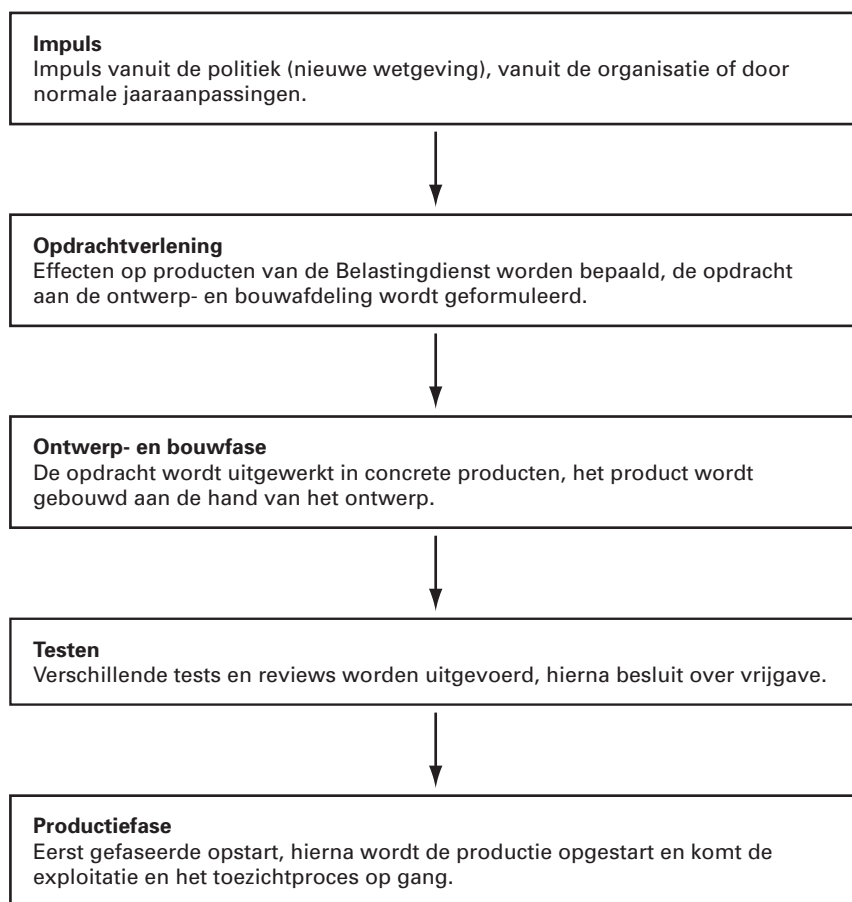 Impuls
Impuls vanuit de politiek (nieuwe wetgeving), vanuit de organisatie of door
normale jaaraanpassingen.
Opdrachtverlening
Effecten op producten van de Belastingdienst worden bepaald, de opdracht
aan de ontwerp- en bouwafdeling wordt geformuleerd.
Ontwerp- en bouwfase
De opdracht wordt uitgewerkt in concrete producten, het product wordt
gebouwd aan de hand van het ontwerp.
Testen
Verschillende tests en reviews worden uitgevoerd, hierna besluit over vrijgave.
Productiefase
Eerst gefaseerde opstart, hierna wordt de productie opgestart en komt de
exploitatie en het toezichtproces op gang.